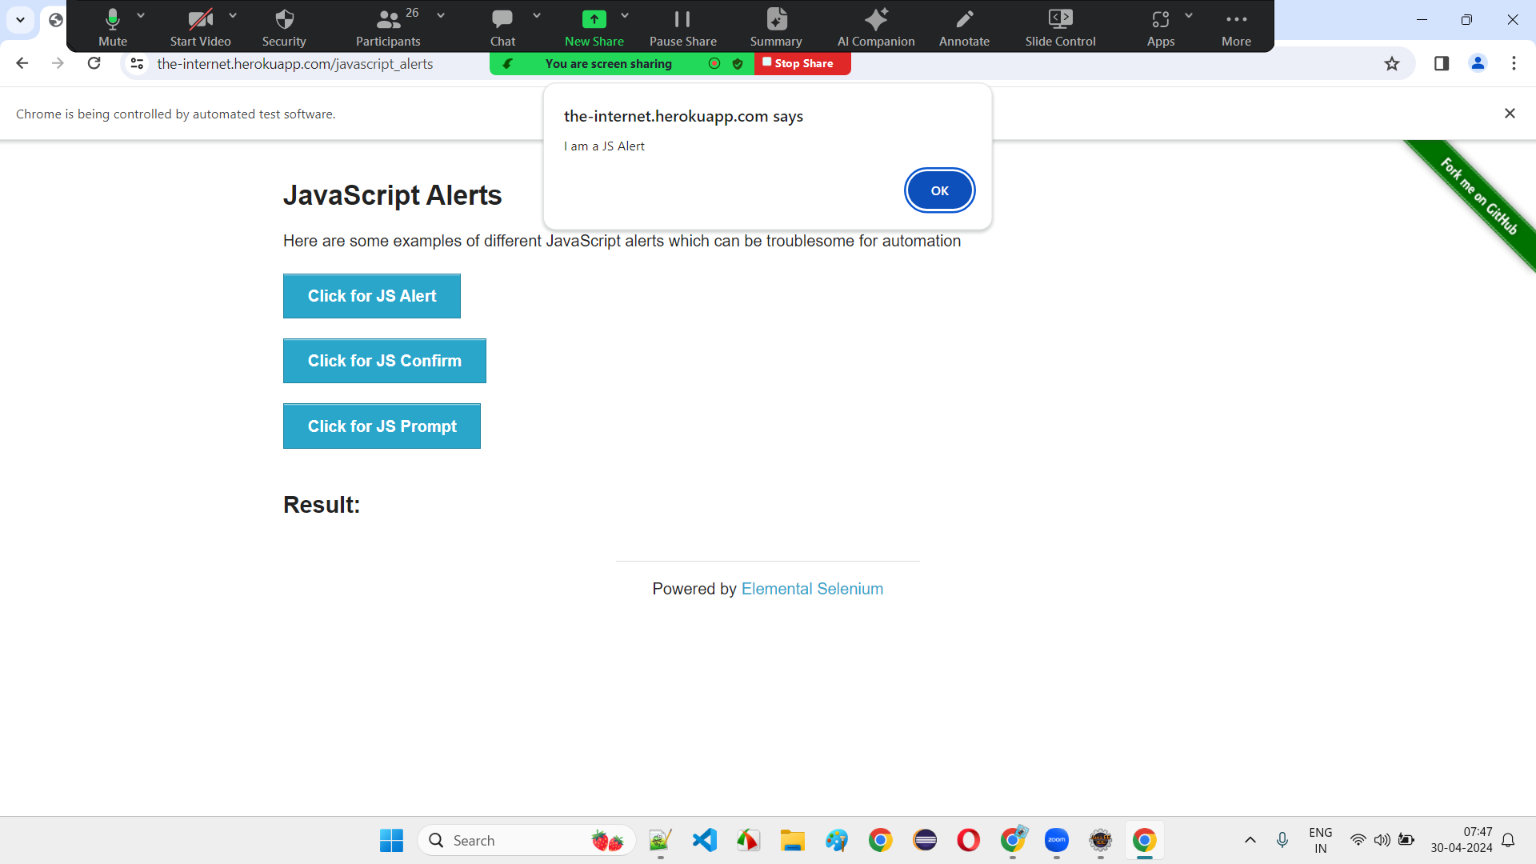 26
Mute
Start Video
Security
Participants
Chat
New Share
Pause Share
Summary
AI Companion
Annotate
Slide Control
Apps
More
the-internet.herokuapp.com/javascript_alerts
You are screen sharing
Stop Share
Chrome is being controlled by automated test software.
the-internet.herokuapp.com says
I am a JS Alert
OK
Fork me on GitHub
JavaScript Alerts
Here are some examples of different JavaScript alerts which can be troublesome for automation
Click for JS Alert
Click for JS Confirm
Click for JS Prompt
Result:
Powered by Elemental Selenium
Search
zoom
ENG
IN
07:47
30-04-2024